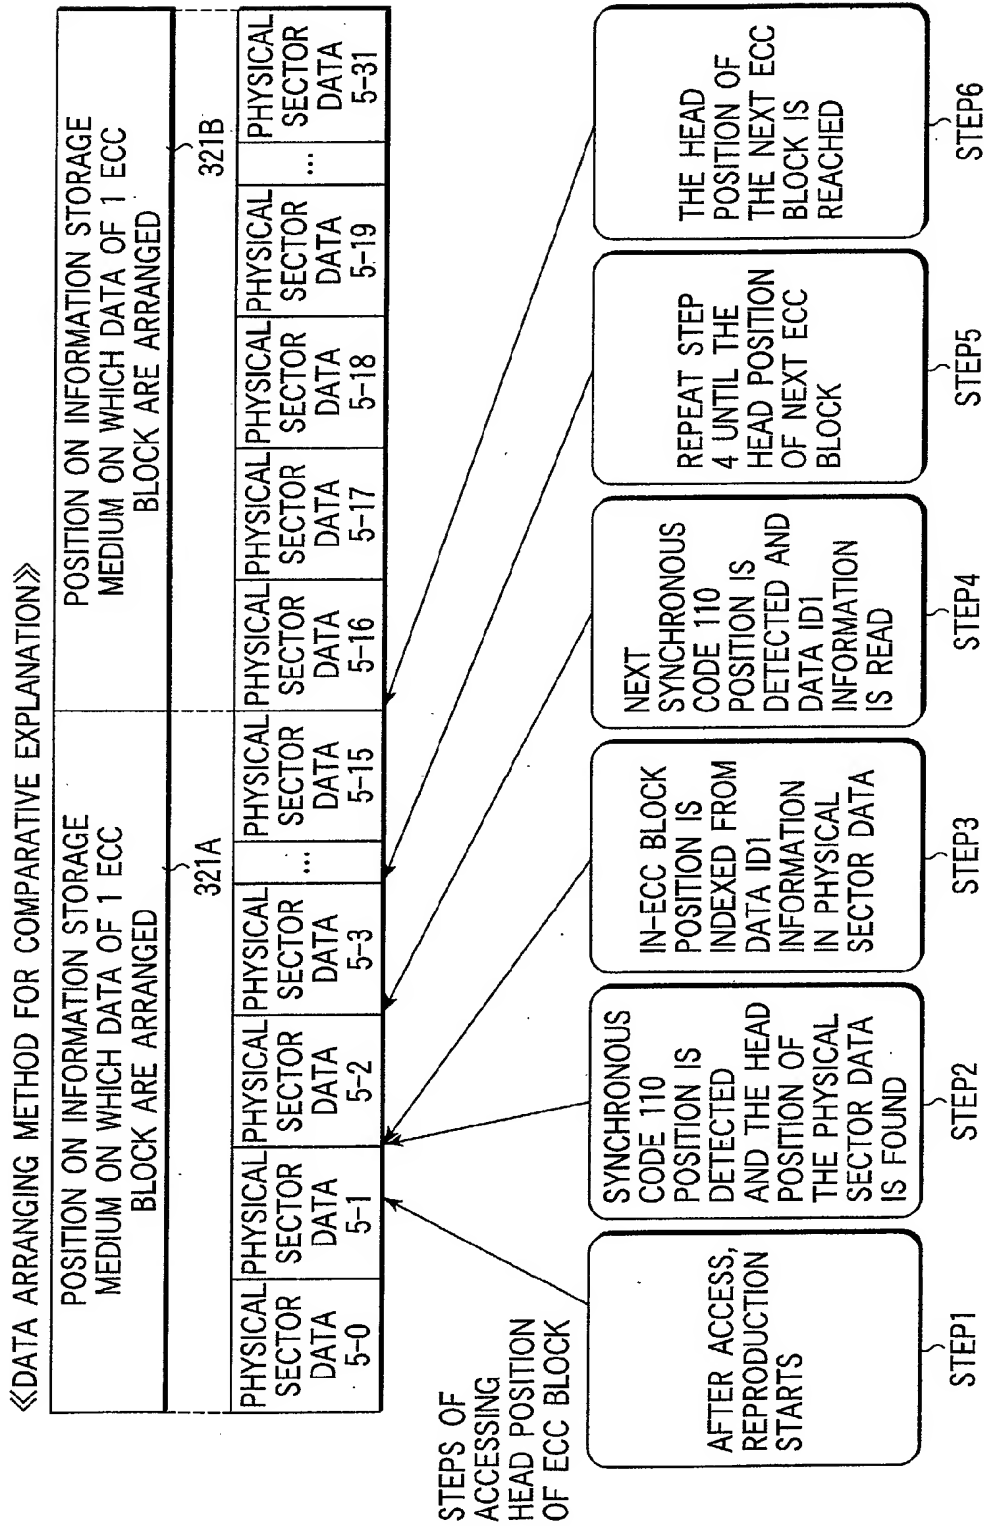 《DATA ARRANGING METHOD FOR COMPARATIVE EXPLANATION》
POSITION ON INFORMATION STORAGE
MEDIUM ON WHICH DATA OF 1 ECC
BLOCK ARE ARRANGED
POSITION ON INFORMATION STORAGE
MEDIUM ON WHICH DATA OF 1 ECC
BLOCK ARE ARRANGED
321A
321B
PHYSICAL
SECTOR
DATA
5-0
PHYSICAL
SECTOR
DATA
5-1
PHYSICAL
SECTOR
DATA
5-2
PHYSICAL
SECTOR
DATA
5-3
...
PHYSICAL
SECTOR
DATA
5-15
PHYSICAL
SECTOR
DATA
5-16
PHYSICAL
SECTOR
DATA
5-17
PHYSICAL
SECTOR
DATA
5-18
PHYSICAL
SECTOR
DATA
5-19
...
PHYSICAL
SECTOR
DATA
5-31
STEPS OF
ACCESSING
HEAD POSITION
OF ECC BLOCK
AFTER ACCESS,
REPRODUCTION
STARTS
STEP1
SYNCHRONOUS
CODE 110
POSITION IS
DETECTED
AND THE HEAD
POSITION OF
THE PHYSICAL
SECTOR DATA
IS FOUND
STEP2
IN-ECC BLOCK
POSITION IS
INDEXED FROM
DATA ID1
INFORMATION
IN PHYSICAL
SECTOR DATA
STEP3
NEXT
SYNCHRONOUS
CODE 110
POSITION IS
DETECTED AND
DATA ID1
INFORMATION
IS READ
STEP4
REPEAT STEP
4 UNTIL THE
HEAD POSITION
OF NEXT ECC
BLOCK
STEP5
THE HEAD
POSITION OF
THE NEXT ECC
BLOCK IS
REACHED
STEP6